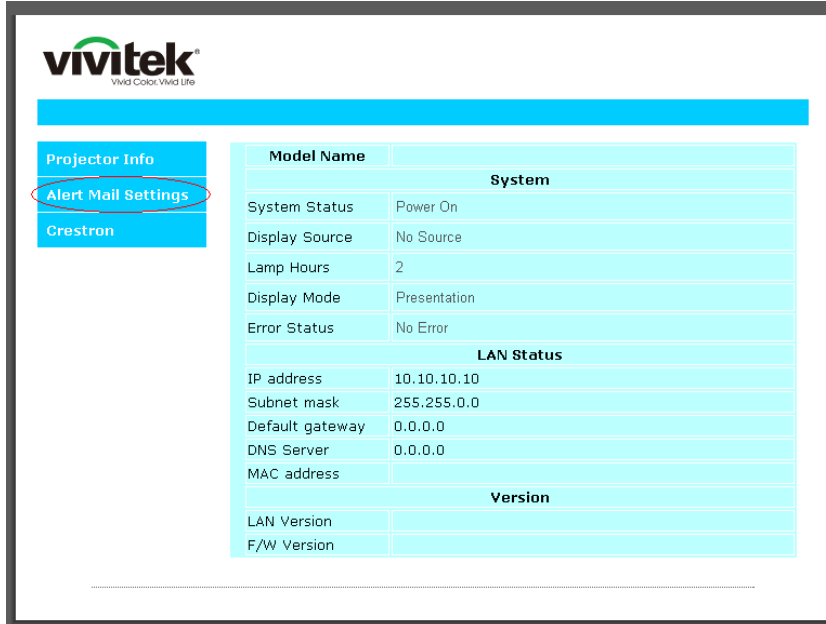 vivitek®
Vivid Color. Vivid Life
Projector Info
Alert Mail Settings
Crestron
Model Name
System
System Status Power On
Display Source No Source
Lamp Hours 2
Display Mode Presentation
Error Status No Error
LAN Status
IP address 10.10.10.10
Subnet mask 255.255.0.0
Default gateway 0.0.0.0
DNS Server 0.0.0.0
MAC address
Version
LAN Version
F/W Version